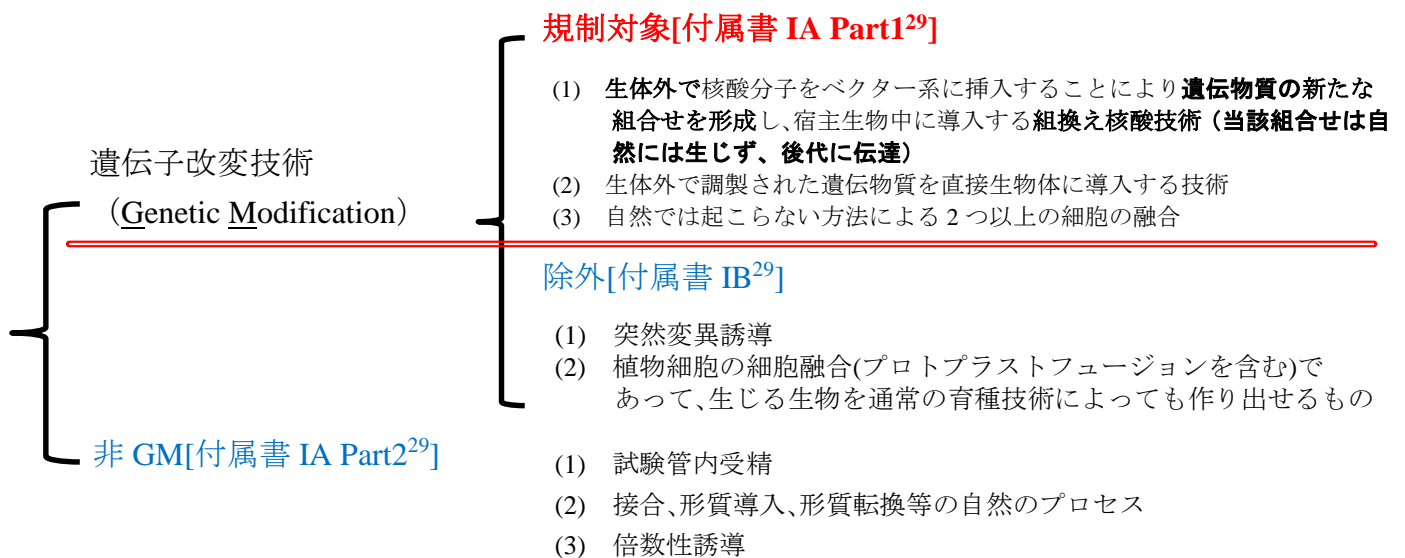 規制対象[付属書 IA Part1²⁹]
(1) 生体外で核酸分子をベクター系に挿入することにより遺伝物質の新たな
組合せを形成し、宿主生物中に導入する組換え核酸技術（当該組合せは自
然には生じず、後代に伝達）
(2) 生体外で調製された遺伝物質を直接生物体に導入する技術
(3) 自然では起こらない方法による 2 つ以上の細胞の融合
遺伝子改変技術
（Genetic Modification）
除外[付属書 IB²⁹]
(1) 突然変異誘導
(2) 植物細胞の細胞融合(プロトプラストフュージョンを含む)で
あって、生じる生物を通常の育種技術によっても作り出せるもの
非 GM[付属書 IA Part2²⁹]
(1) 試験管内受精
(2) 接合、形質導入、形質転換等の自然のプロセス
(3) 倍数性誘導